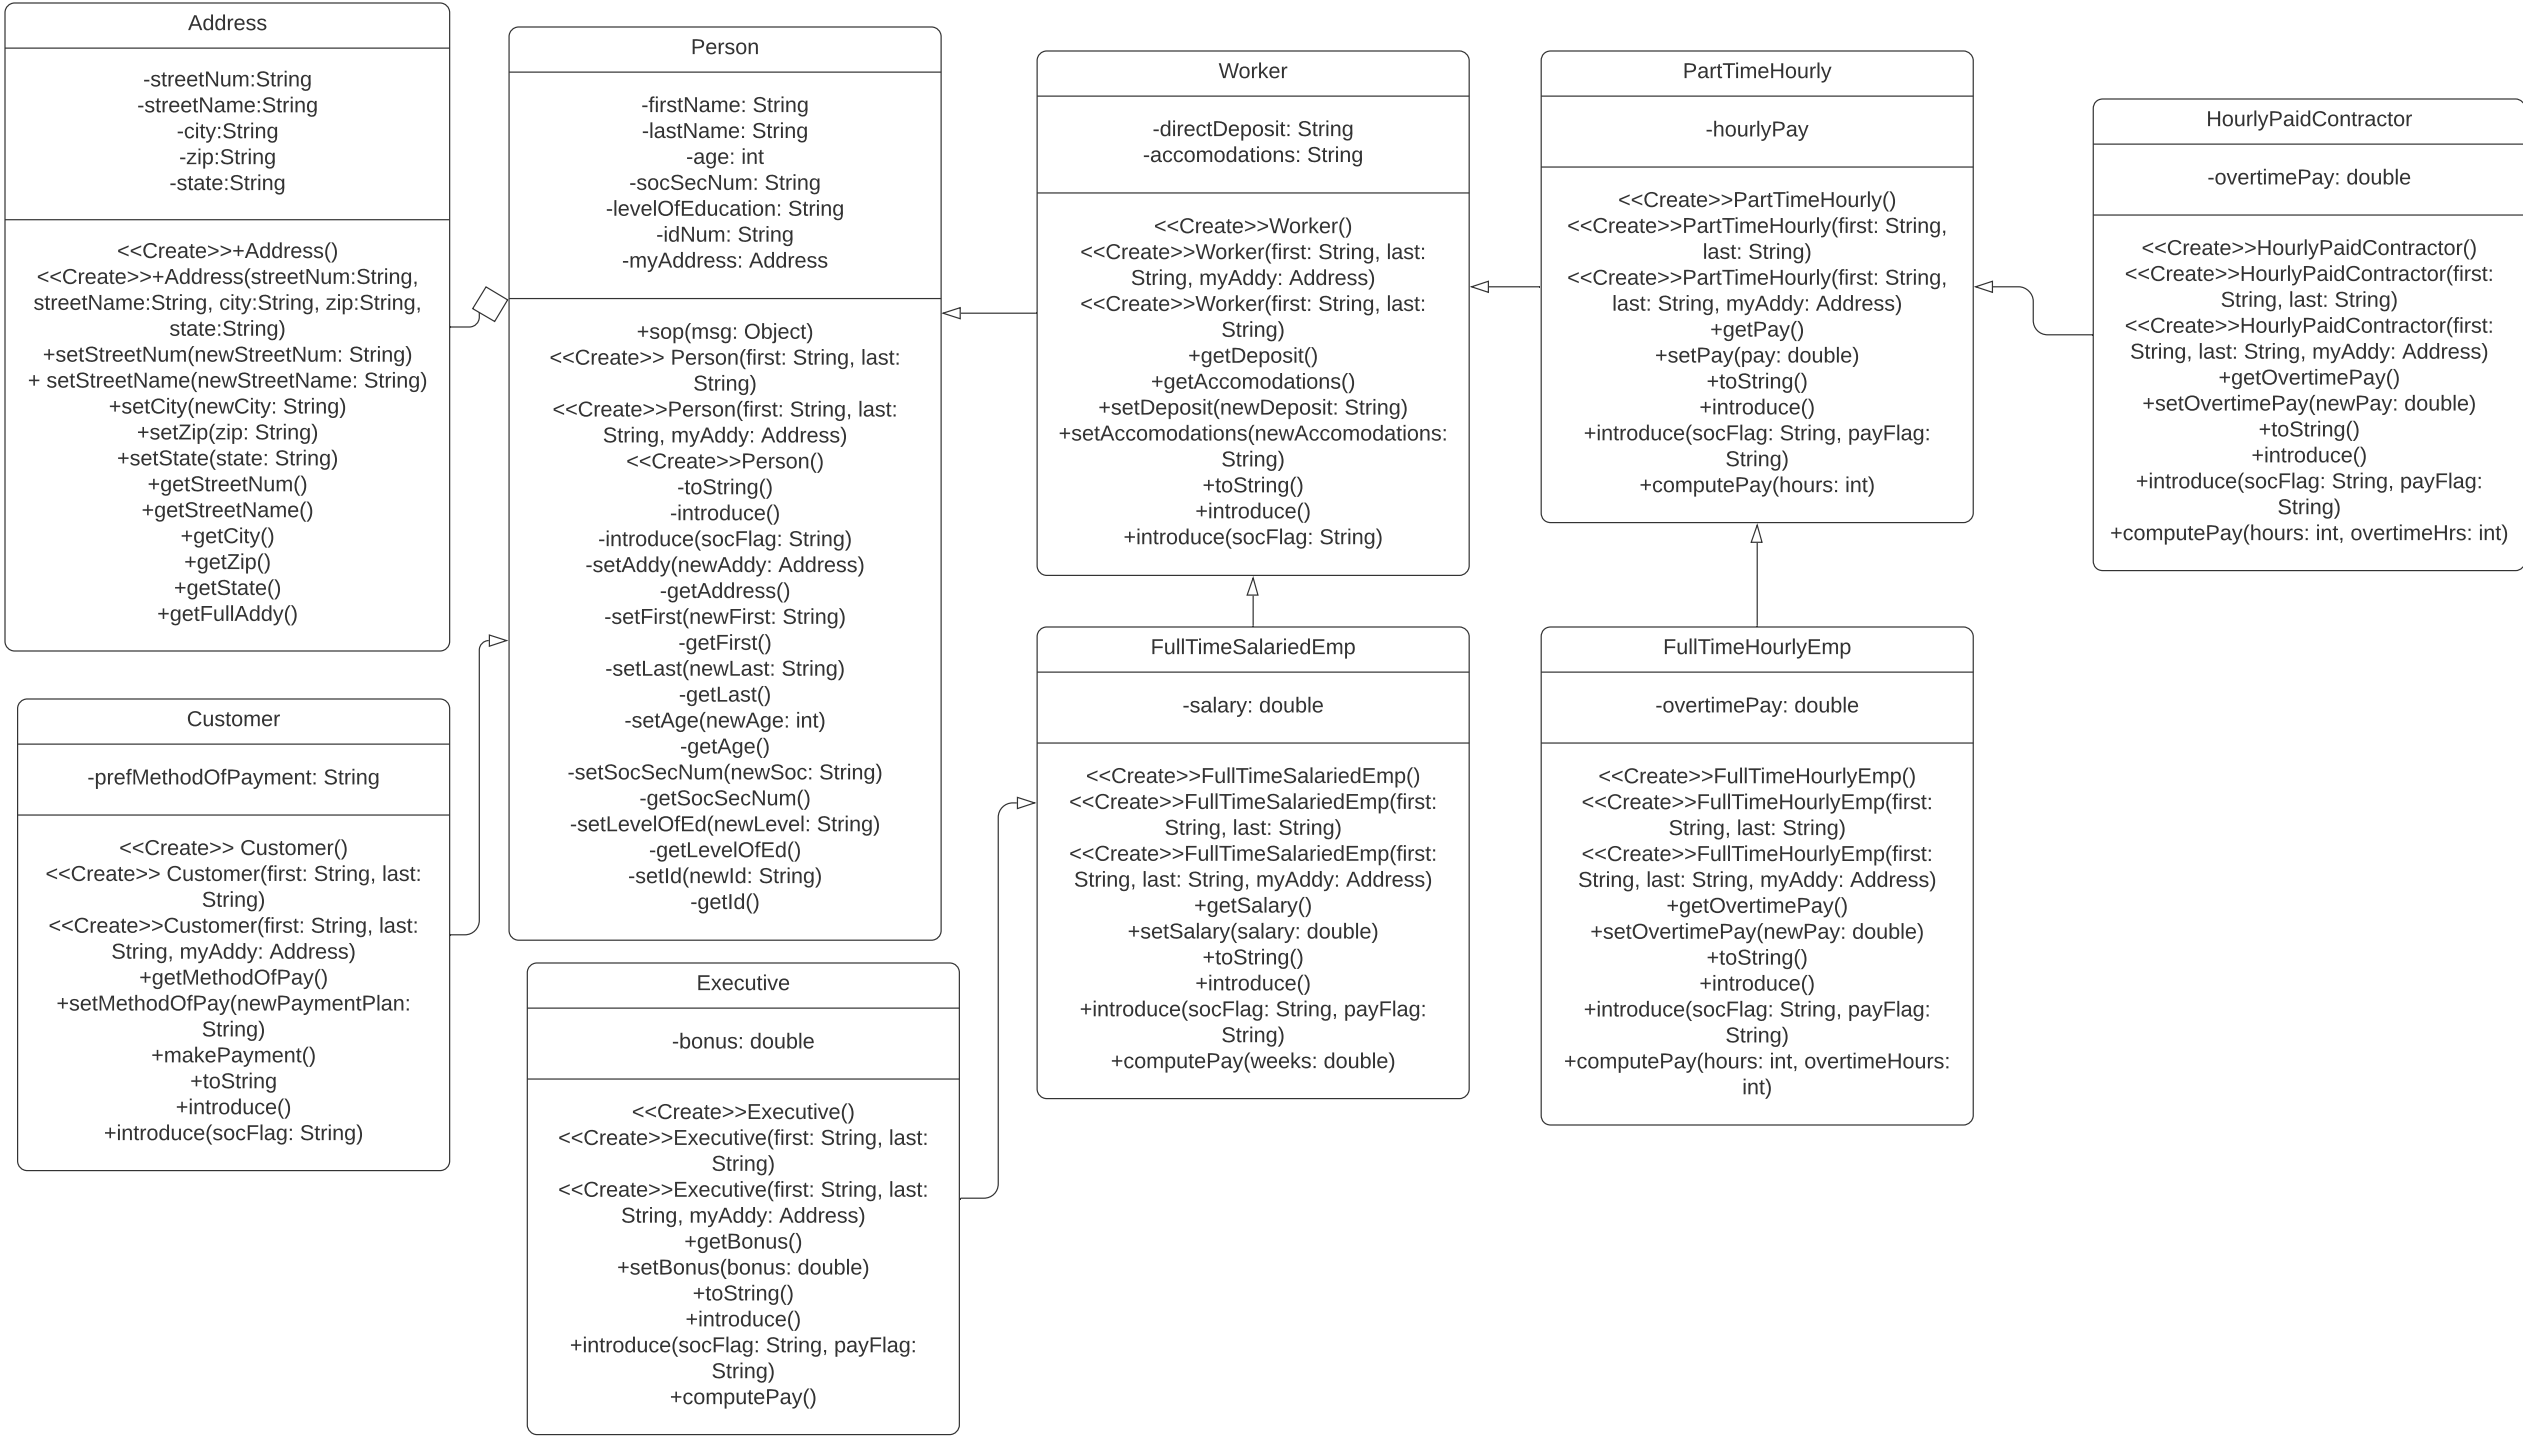 Address
-streetNum:String
-streetName:String
-city:String
-zip:String
-state:String
<<Create>>+Address()
<<Create>>+Address(streetNum:String,
streetName:String, city:String, zip:String,
state:String)
+setStreetNum(newStreetNum: String)
+ setStreetName(newStreetName: String)
+setCity(newCity: String)
+setZip(zip: String)
+setState(state: String)
+getStreetNum()
+getStreetName()
+getCity()
+getZip()
+getState()
+getFullAddy()
Customer
-prefMethodOfPayment: String
<<Create>> Customer()
<<Create>> Customer(first: String, last:
String)
<<Create>>Customer(first: String, last:
String, myAddy: Address)
+getMethodOfPay()
+setMethodOfPay(newPaymentPlan:
String)
+makePayment()
+toString
+introduce()
+introduce(socFlag: String)
Person
-firstName: String
-lastName: String
-age: int
-socSecNum: String
-levelOfEducation: String
-idNum: String
-myAddress: Address
+sop(msg: Object)
<<Create>> Person(first: String, last:
String)
<<Create>>Person(first: String, last:
String, myAddy: Address)
<<Create>>Person()
-toString()
-introduce()
-introduce(socFlag: String)
-setAddy(newAddy: Address)
-getAddress()
-setFirst(newFirst: String)
-getFirst()
-setLast(newLast: String)
-getLast()
-setAge(newAge: int)
-getAge()
-setSocSecNum(newSoc: String)
-getSocSecNum()
-setLevelOfEd(newLevel: String)
-getLevelOfEd()
-setId(newId: String)
-getId()
Executive
-bonus: double
<<Create>>Executive()
<<Create>>Executive(first: String, last:
String)
<<Create>>Executive(first: String, last:
String, myAddy: Address)
+getBonus()
+setBonus(bonus: double)
+toString()
+introduce()
+introduce(socFlag: String, payFlag:
String)
+computePay()
Worker
-directDeposit: String
-accomodations: String
<<Create>>Worker()
<<Create>>Worker(first: String, last:
String, myAddy: Address)
<<Create>>Worker(first: String, last:
String)
+getDeposit()
+getAccomodations()
+setDeposit(newDeposit: String)
+setAccomodations(newAccomodations:
String)
+toString()
+introduce()
+introduce(socFlag: String)
FullTimeSalariedEmp
-salary: double
<<Create>>FullTimeSalariedEmp()
<<Create>>FullTimeSalariedEmp(first:
String, last: String)
<<Create>>FullTimeSalariedEmp(first:
String, last: String, myAddy: Address)
+getSalary()
+setSalary(salary: double)
+toString()
+introduce()
+introduce(socFlag: String, payFlag:
String)
+computePay(weeks: double)
PartTimeHourly
-hourlyPay
<<Create>>PartTimeHourly()
<<Create>>PartTimeHourly(first: String,
last: String)
<<Create>>PartTimeHourly(first: String,
last: String, myAddy: Address)
+getPay()
+setPay(pay: double)
+toString()
+introduce()
+introduce(socFlag: String, payFlag:
String)
+computePay(hours: int)
FullTimeHourlyEmp
-overtimePay: double
<<Create>>FullTimeHourlyEmp()
<<Create>>FullTimeHourlyEmp(first:
String, last: String)
<<Create>>FullTimeHourlyEmp(first:
String, last: String, myAddy: Address)
+getOvertimePay()
+setOvertimePay(newPay: double)
+toString()
+introduce()
+introduce(socFlag: String, payFlag:
String)
+computePay(hours: int, overtimeHours:
int)
HourlyPaidContractor
-overtimePay: double
<<Create>>HourlyPaidContractor()
<<Create>>HourlyPaidContractor(first:
String, last: String)
<<Create>>HourlyPaidContractor(first:
String, last: String, myAddy: Address)
+getOvertimePay()
+setOvertimePay(newPay: double)
+toString()
+introduce()
+introduce(socFlag: String, payFlag:
String)
+computePay(hours: int, overtimeHrs: int)